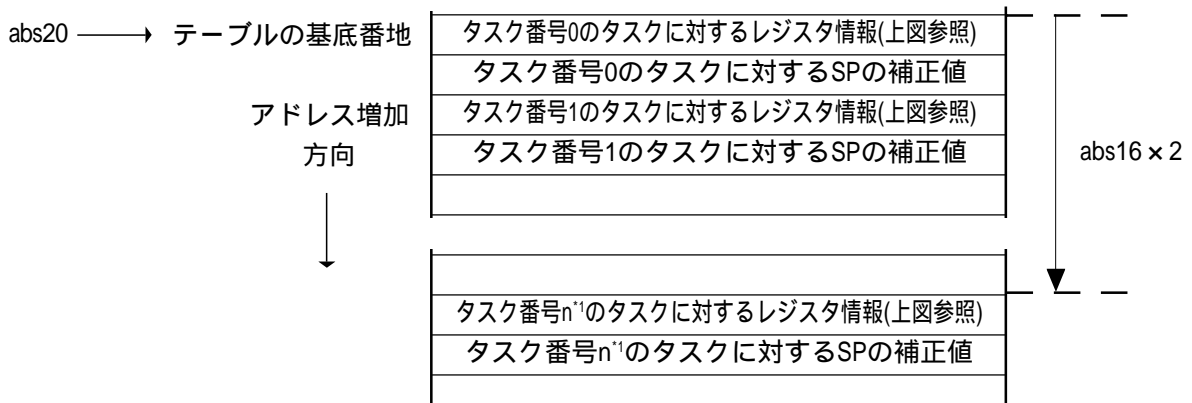 abs20 → テーブルの基底番地
タスク番号0のタスクに対するレジスタ情報(上図参照)
タスク番号0のタスクに対するSPの補正値
アドレス増加
方向
タスク番号1のタスクに対するレジスタ情報(上図参照)
タスク番号1のタスクに対するSPの補正値
abs16 × 2
タスク番号n*1のタスクに対するレジスタ情報(上図参照)
タスク番号n*1のタスクに対するSPの補正値